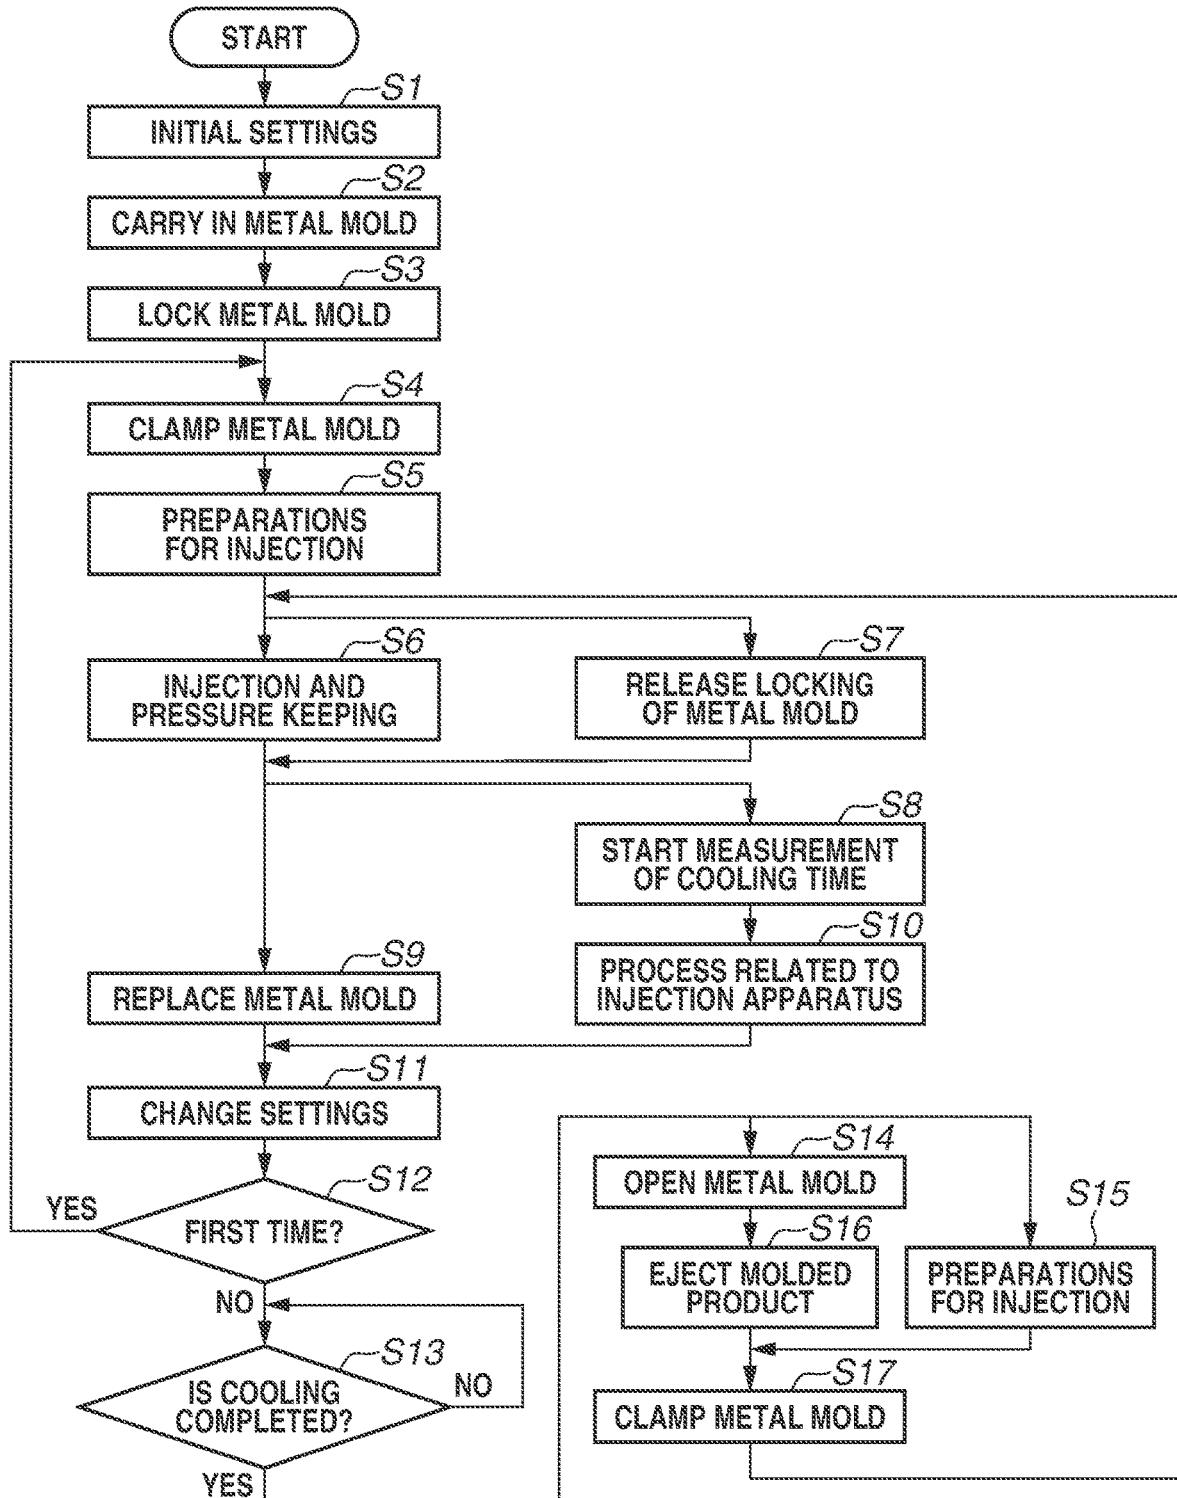 START
S1
INITIAL SETTINGS
S2
CARRY IN METAL MOLD
S3
LOCK METAL MOLD
S4
CLAMP METAL MOLD
S5
PREPARATIONS
FOR INJECTION
S6
INJECTION AND
PRESSURE KEEPING
S7
RELEASE LOCKING
OF METAL MOLD
S8
START MEASUREMENT
OF COOLING TIME
S9
REPLACE METAL MOLD
S10
PROCESS RELATED TO
INJECTION APPARATUS
S11
CHANGE SETTINGS
S12
FIRST TIME?
YES
NO
S13
IS COOLING
COMPLETED?
NO
YES
S14
OPEN METAL MOLD
S15
PREPARATIONS
FOR INJECTION
S16
EJECT MOLDED
PRODUCT
S17
CLAMP METAL MOLD